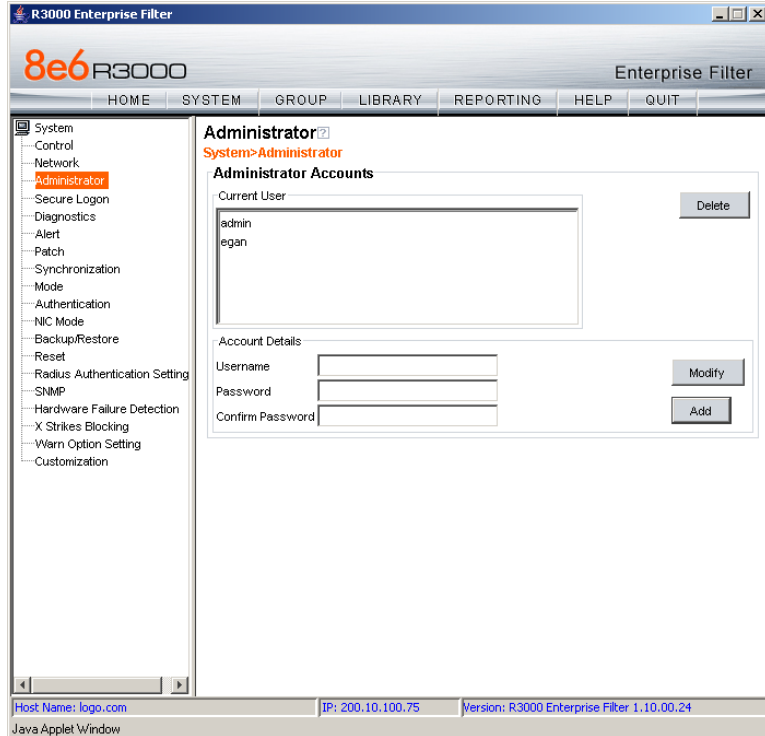 R3000 Enterprise Filter
8e6 R3000
Enterprise Filter
HOME SYSTEM GROUP LIBRARY REPORTING HELP QUIT
System
Control
Network
Administrator
Secure Logon
Diagnostics
Alert
Patch
Synchronization
Mode
Authentication
NIC Mode
Backup/Restore
Reset
Radius Authentication Setting
SNMP
Hardware Failure Detection
X Strikes Blocking
Warn Option Setting
Customization
Administrator ?
System>Administrator
Administrator Accounts
Current User
admin
egan
Delete
Account Details
Username
Password
Confirm Password
Modify
Add
Host Name: logo.com IP: 200.10.100.75 Version: R3000 Enterprise Filter 1.10.00.24
Java Applet Window